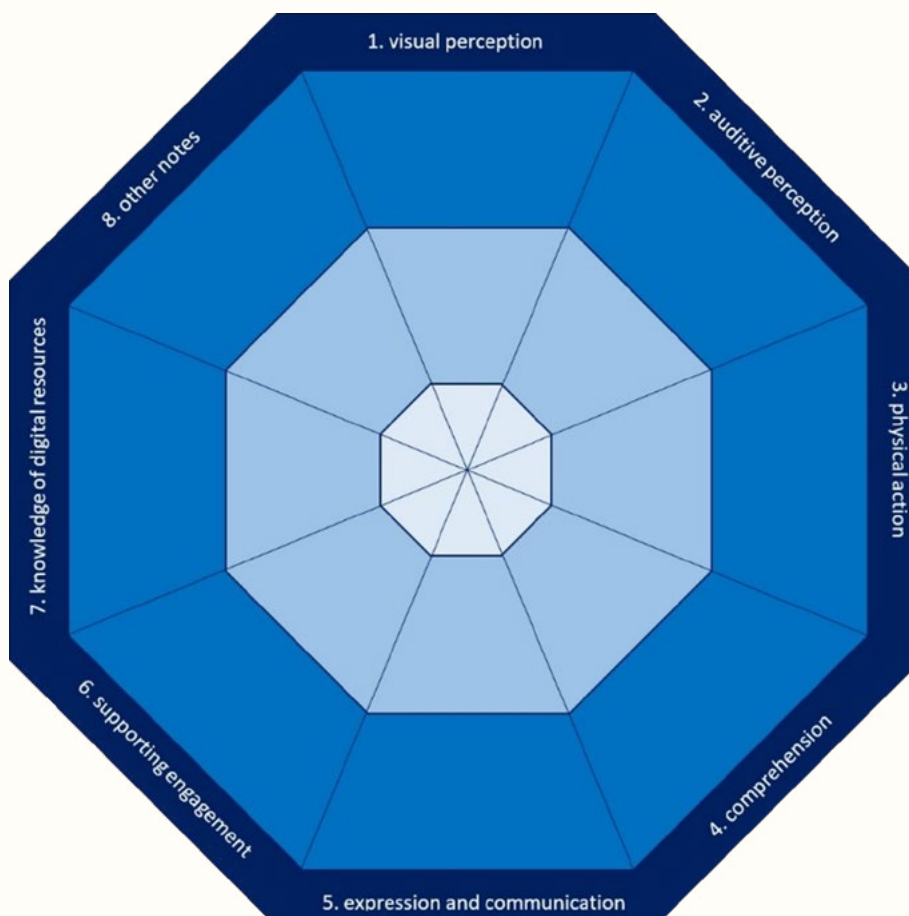 1. visual perception
2. auditive perception
3. physical action
4. comprehension
5. expression and communication
6. supporting engagement
7. knowledge of digital resources
8. other notes